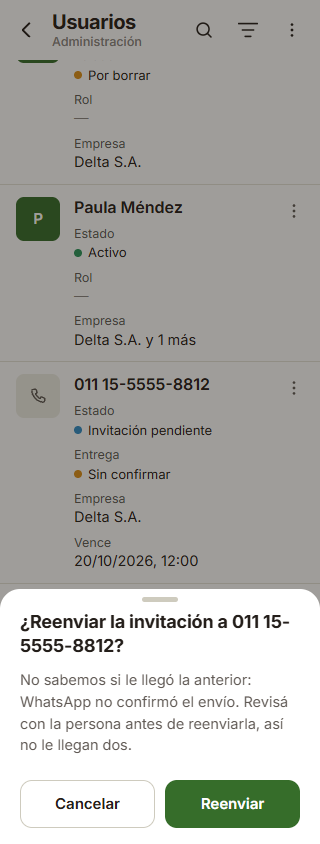 Usuarios
Administración
Por borrar
Rol
—
Empresa
Delta S.A.
P
Paula Méndez
Estado
Activo
Rol
—
Empresa
Delta S.A. y 1 más
011 15-5555-8812
Estado
Invitación pendiente
Entrega
Sin confirmar
Empresa
Delta S.A.
Vence
20/10/2026, 12:00
¿Reenviar la invitación a 011 15-
5555-8812?
No sabemos si le llegó la anterior:
WhatsApp no confirmó el envío. Revisá
con la persona antes de reenviarla, así
no le llegan dos.
Cancelar
Reenviar